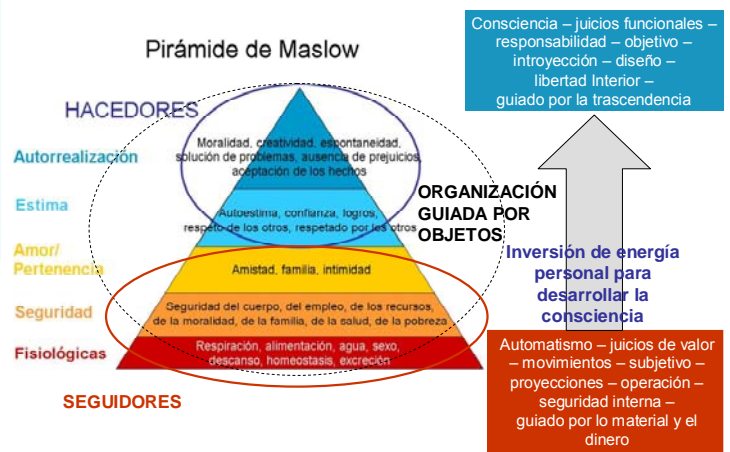 Pirámide de Maslow
HACEDORES
Autorrealización
Moralidad, creatividad, espontaneidad,
solución de problemas, ausencia de prejuicios,
aceptación de los hechos
Estima
Autoestima, confianza, logros,
respeto de los otros, respetado por los otros
Amor/
Pertenencia
Amistad, familia, intimidad
Seguridad
Seguridad del cuerpo, del empleo, de los recursos,
de la moralidad, de la familia, de la salud, de la pobreza
Fisiológicas
Respiración, alimentación, agua, sexo,
descanso, homeostasis, excreción
SEGUIDORES
ORGANIZACIÓN
GUIADA POR
OBJETOS
Consciencia – juicios funcionales –
responsabilidad – objetivo –
introyección – diseño –
libertad Interior –
guiado por la trascendencia
Inversión de energía
personal para
desarrollar la
consciencia
Automatismo – juicios de valor
– movimientos – subjetivo –
proyecciones – operación –
seguridad interna –
guiado por lo material y el
dinero